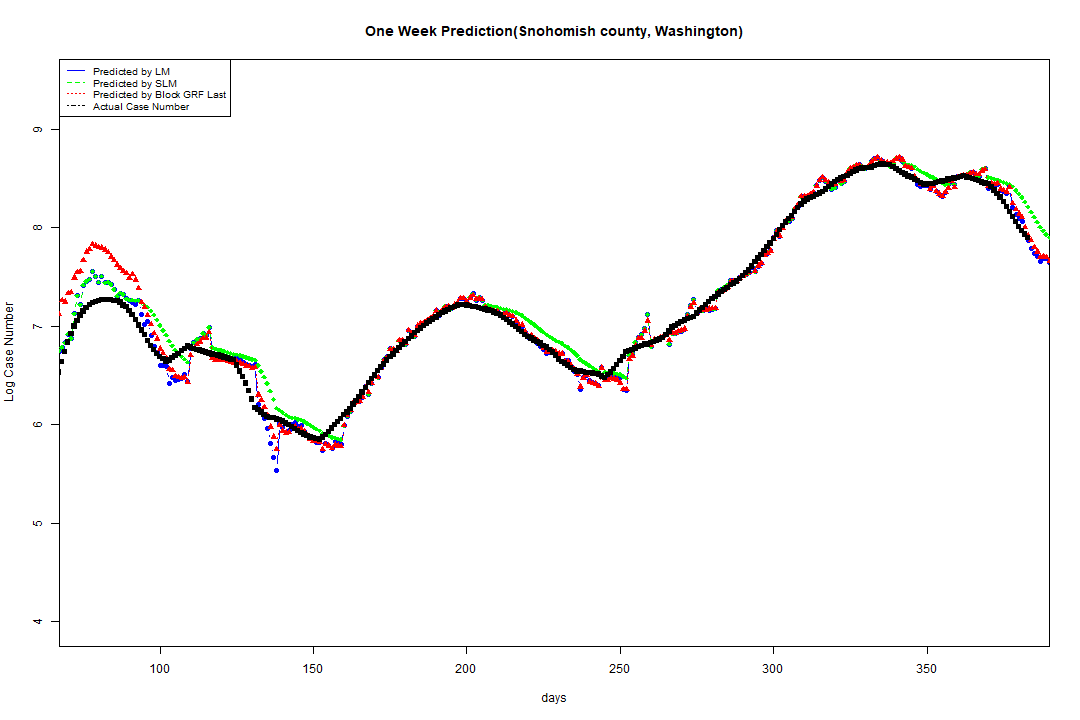 One Week Prediction(Snohomish county, Washington)
Predicted by LM
Predicted by SLM
Predicted by Block GRF Last
Actual Case Number
Log Case Number
9
8
7
6
5
4
100 150 200 250 300 350
days